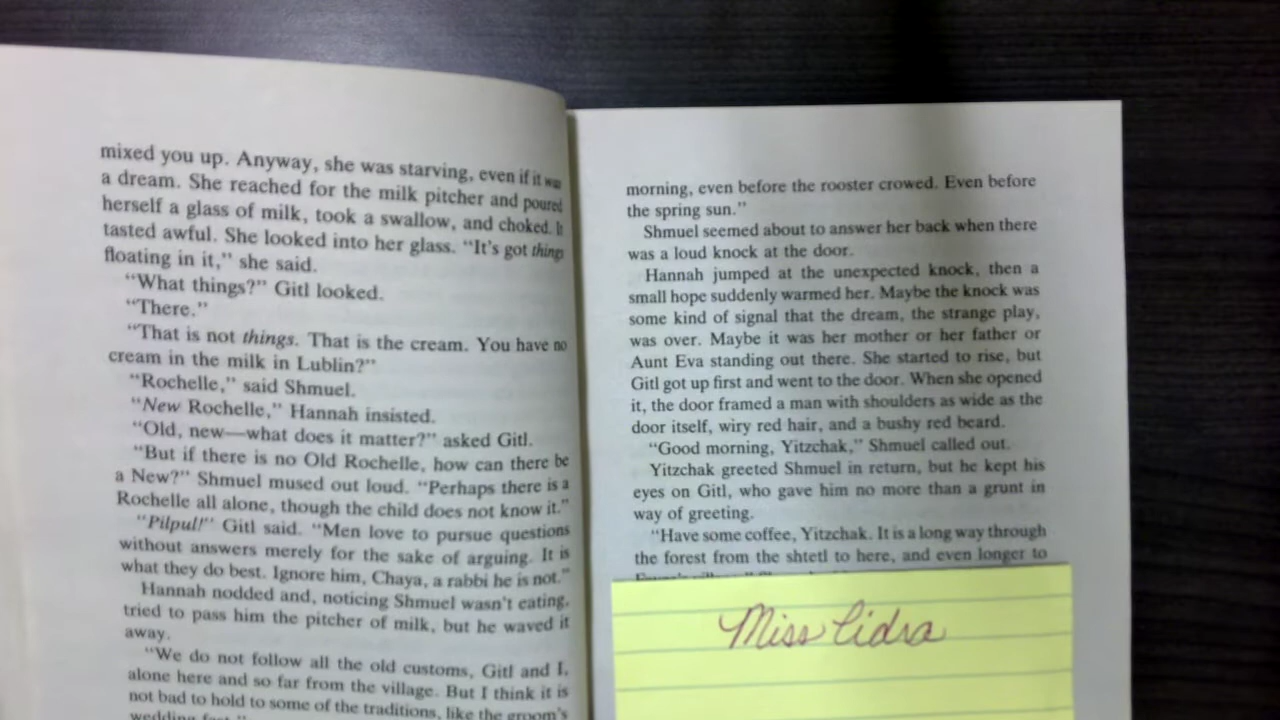 mixed you up. Anyway, she was starving, even if it was
a dream. She reached for the milk pitcher and poured
herself a glass of milk, took a swallow, and choked. It
tasted awful. She looked into her glass. “It's got things
floating in it,” she said.
“What things?” Gitl looked.
“There.”
“That is not things. That is the cream. You have no
cream in the milk in Lublin?”
“Rochelle,” said Shmuel.
“New Rochelle,” Hannah insisted.
“Old, new—what does it matter?” asked Gitl.
“But if there is no Old Rochelle, how can there be
a New?” Shmuel mused out loud. “Perhaps there is a
Rochelle all alone, though the child does not know it.”
“Pilpul!” Gitl said. “Men love to pursue questions
without answers merely for the sake of arguing. It is
what they do best. Ignore him, Chaya, a rabbi he is not.”
Hannah nodded and, noticing Shmuel wasn't eating,
tried to pass him the pitcher of milk, but he waved it
away.
“We do not follow all the old customs, Gitl and I,
alone here and so far from the village. But I think it is
not bad to hold to some of the traditions, like the groom's
wedding fast.”
morning, even before the rooster crowed. Even before
the spring sun.”
Shmuel seemed about to answer her back when there
was a loud knock at the door.
Hannah jumped at the unexpected knock, then a
small hope suddenly warmed her. Maybe the knock was
some kind of signal that the dream, the strange play,
was over. Maybe it was her mother or her father or
Aunt Eva standing out there. She started to rise, but
Gitl got up first and went to the door. When she opened
it, the door framed a man with shoulders as wide as the
door itself, wiry red hair, and a bushy red beard.
“Good morning, Yitzchak,” Shmuel called out.
Yitzchak greeted Shmuel in return, but he kept his
eyes on Gitl, who gave him no more than a grunt in
way of greeting.
“Have some coffee, Yitzchak. It is a long way through
the forest from the shtetl to here, and even longer to
Miss Lidra